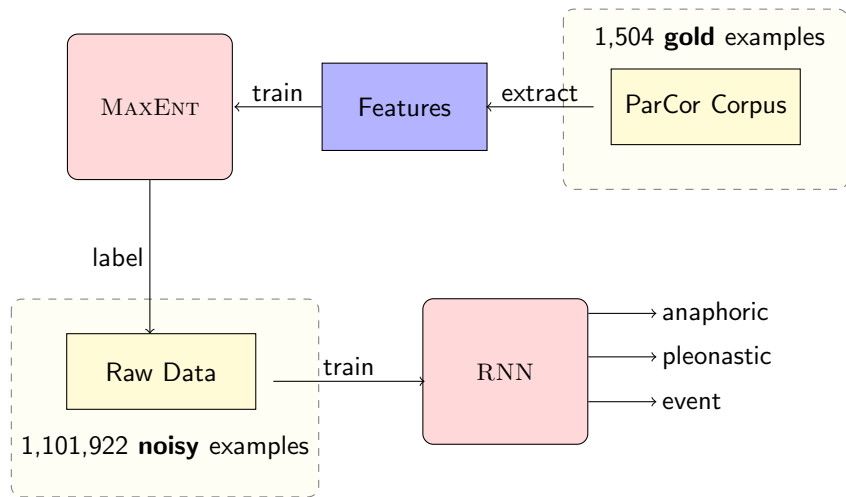 1,504 gold examples
MaxEnt
train
Features
extract
ParCor Corpus
label
Raw Data
1,101,922 noisy examples
train
RNN
anaphoric
pleonastic
event